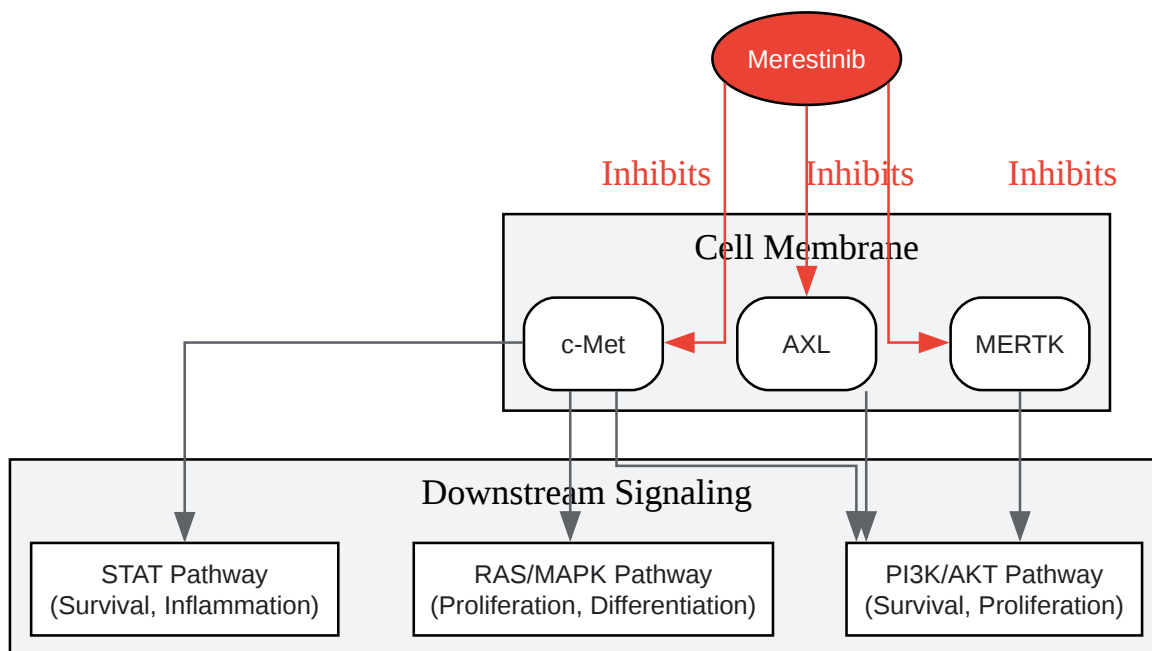 Merestinib
Inhibits Inhibits Inhibits
Cell Membrane
c-Met AXL MERTK
Downstream Signaling
STAT Pathway
(Survival, Inflammation)
RAS/MAPK Pathway
(Proliferation, Differentiation)
PI3K/AKT Pathway
(Survival, Proliferation)